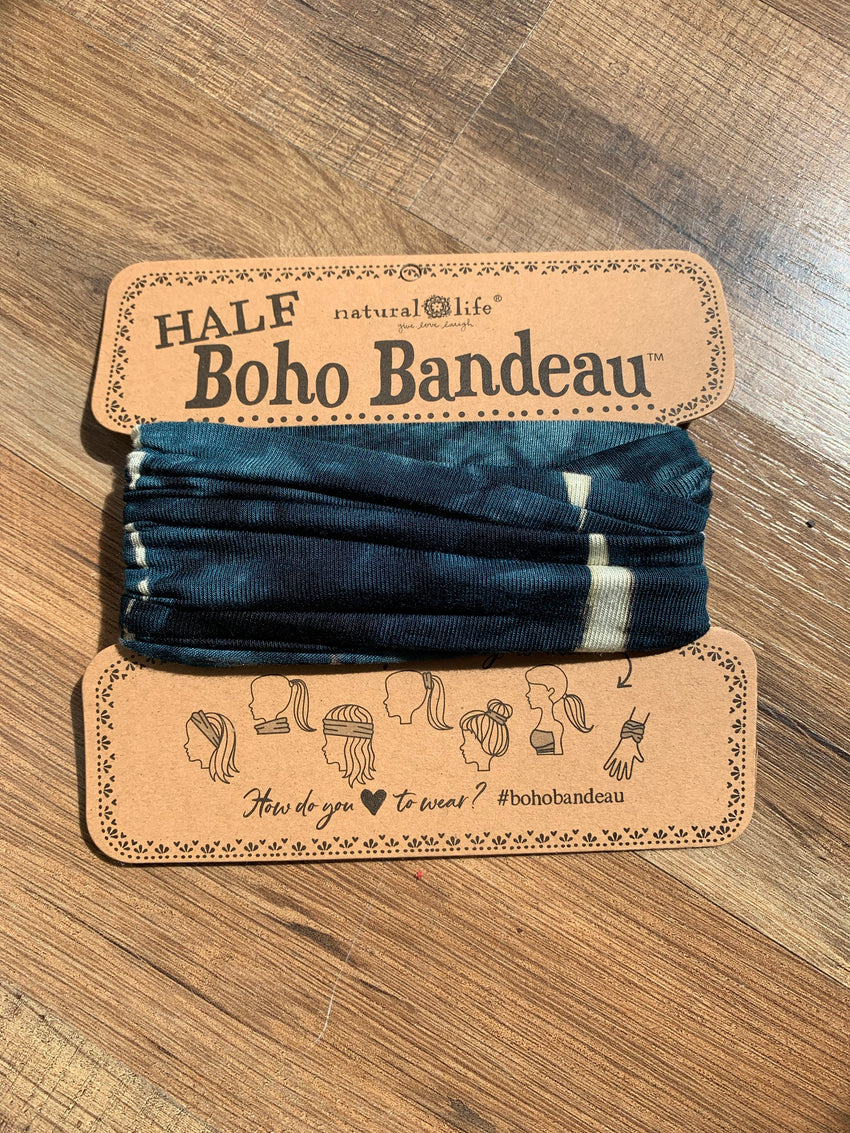 HALF
natural life®
give love laugh
Boho Bandeau™
How do you ♥ to wear? #bohobandeau